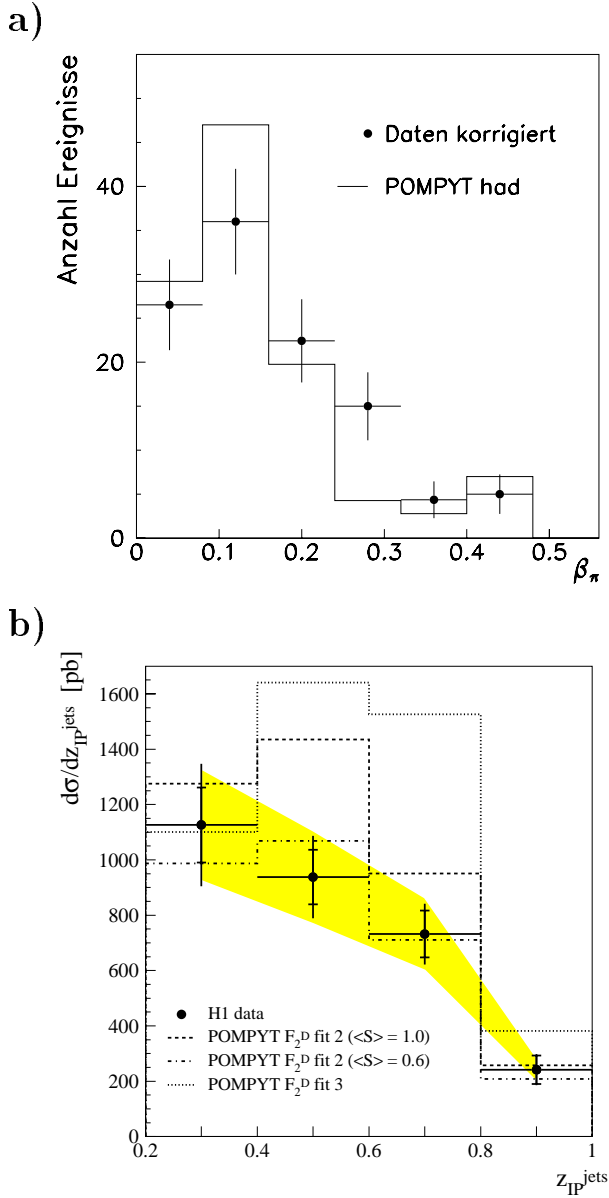 a)
Anzahl Ereignisse
Daten korrigiert
POMPYT had
40
20
0
0 0.1 0.2 0.3 0.4 0.5
βπ
b)
dσ/dz_IP^jets [pb]
1600
1400
1200
1000
800
600
400
200
0
H1 data
POMPYT F₂ᴰ fit 2 (<S> = 1.0)
POMPYT F₂ᴰ fit 2 (<S> = 0.6)
POMPYT F₂ᴰ fit 3
0.2 0.4 0.6 0.8 1
z_IP^jets